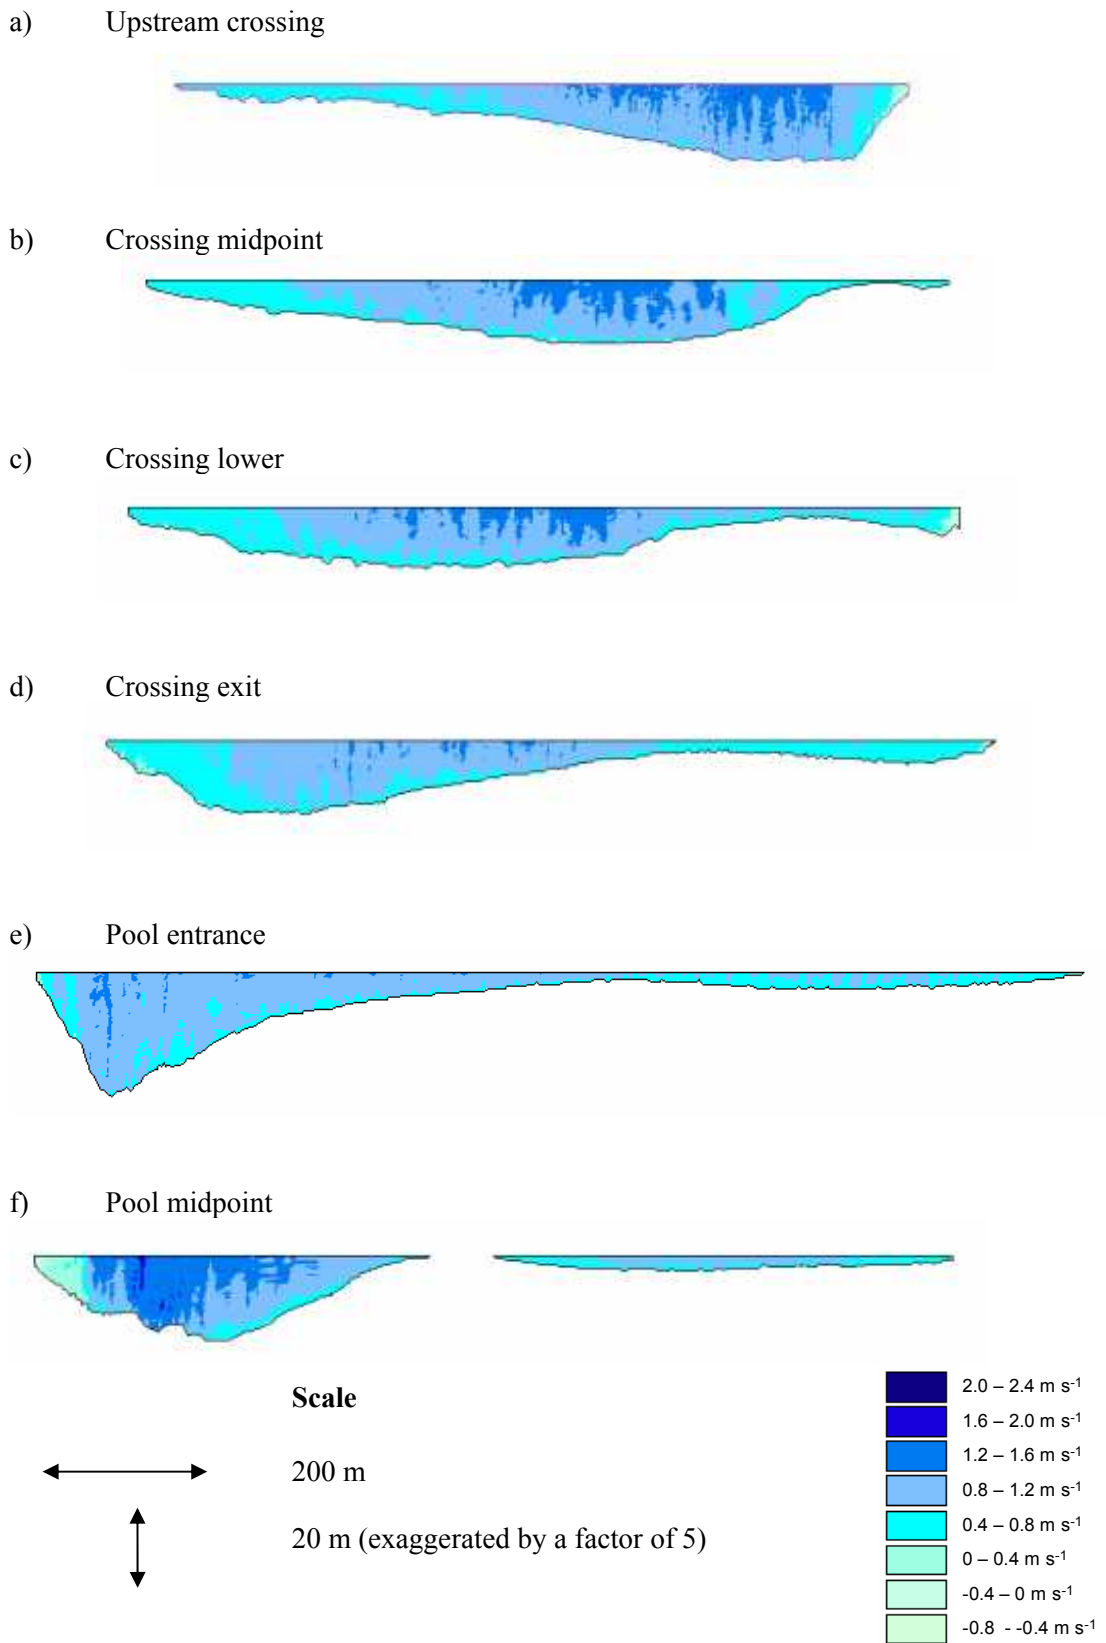 a) Upstream crossing
b) Crossing midpoint
c) Crossing lower
d) Crossing exit
e) Pool entrance
f) Pool midpoint
Scale
200 m
20 m (exaggerated by a factor of 5)
2.0 – 2.4 m s-1
1.6 – 2.0 m s-1
1.2 – 1.6 m s-1
0.8 – 1.2 m s-1
0.4 – 0.8 m s-1
0 – 0.4 m s-1
-0.4 – 0 m s-1
-0.8 - -0.4 m s-1